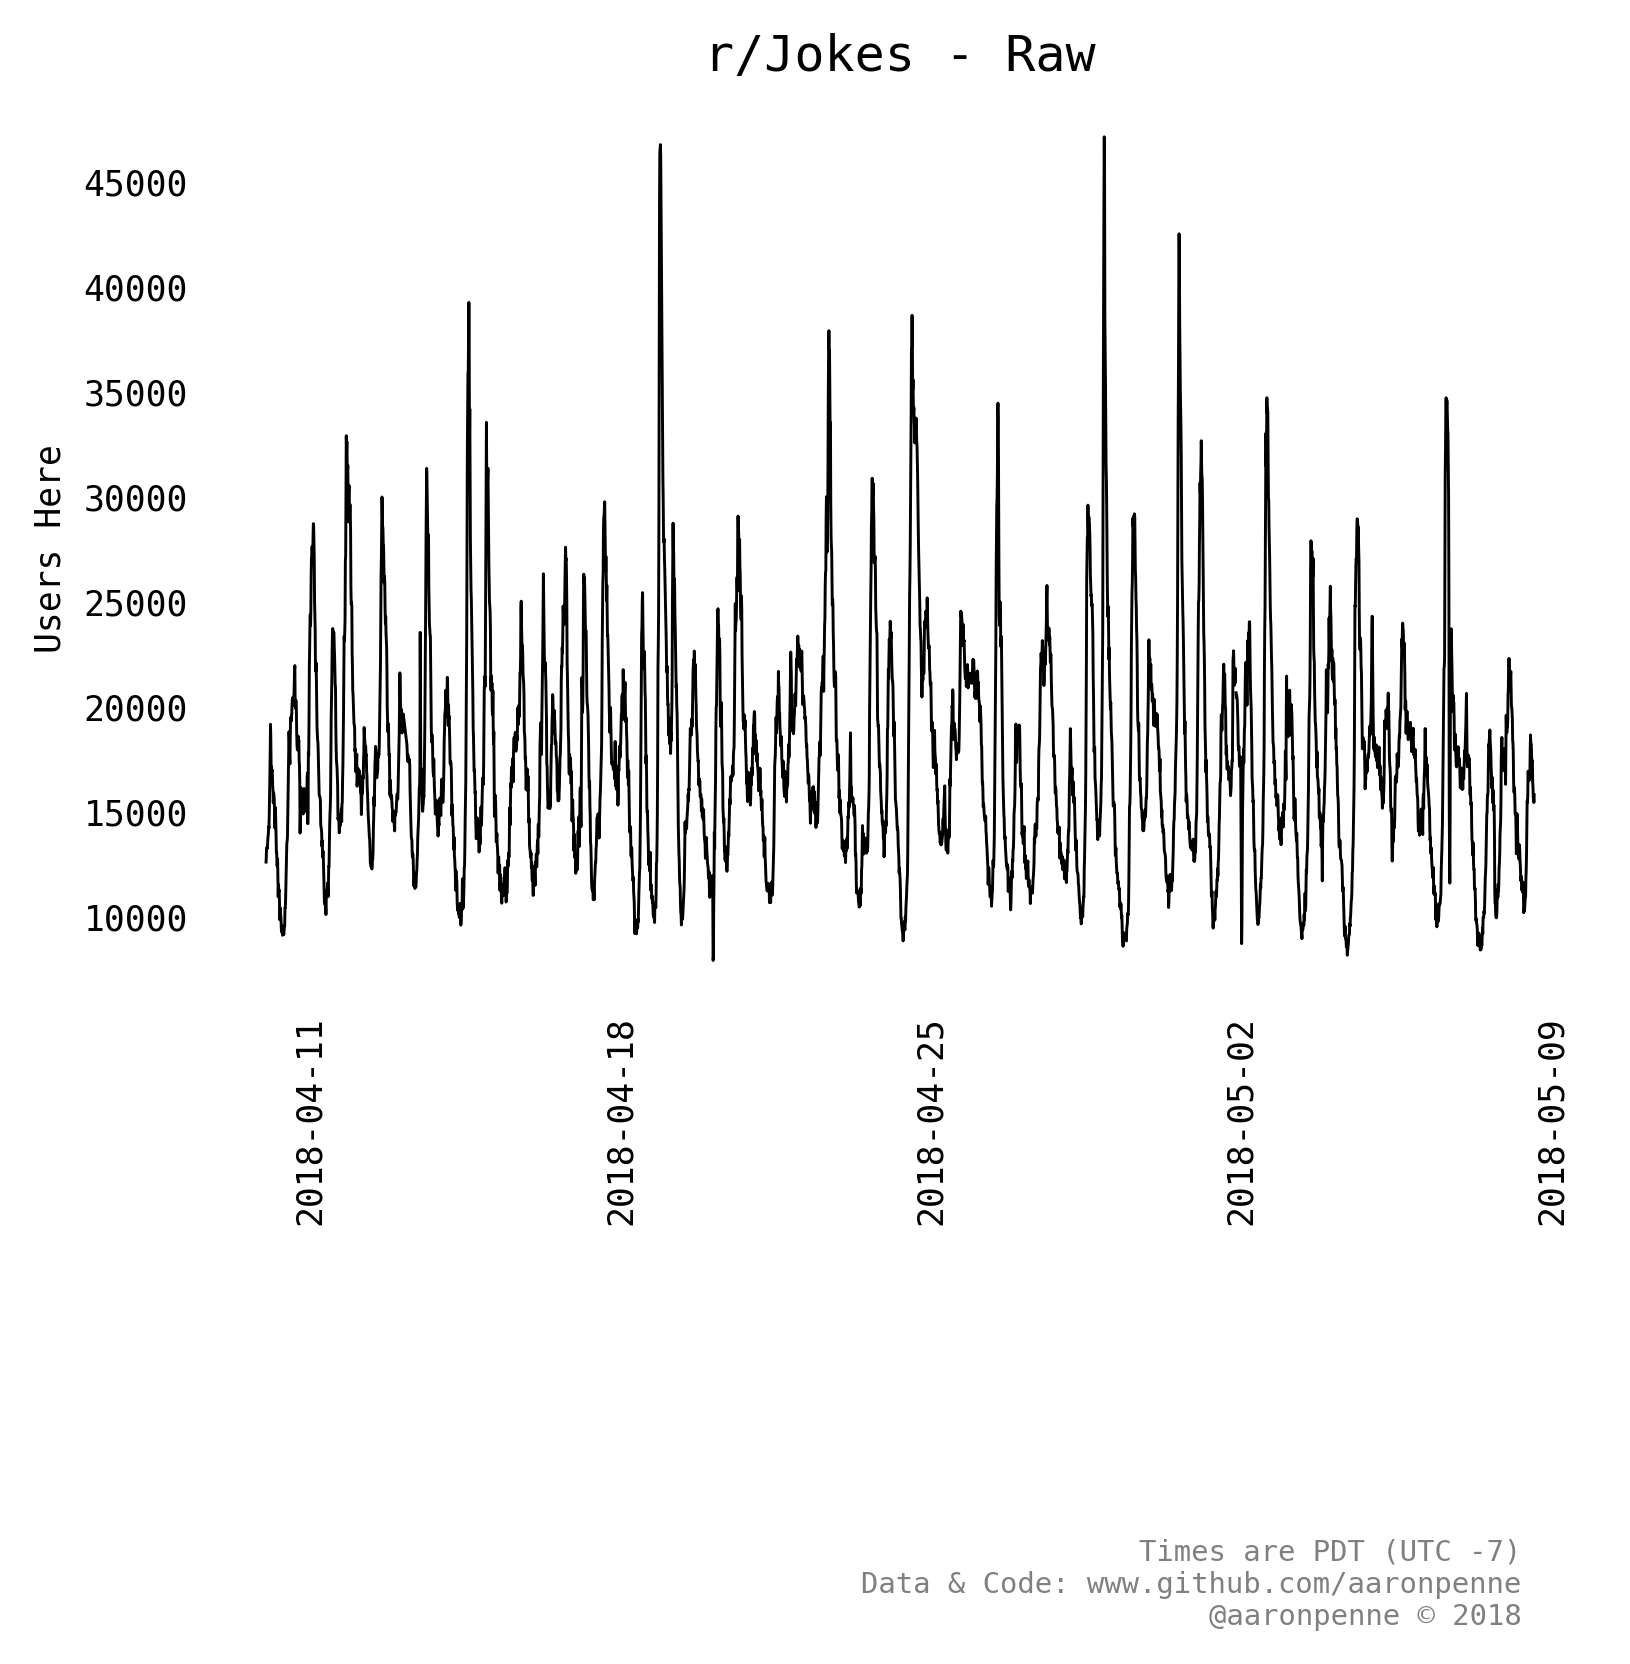 r/Jokes - Raw
45000
40000
35000
30000
25000
20000
15000
10000
Users Here
2018-04-11
2018-04-18
2018-04-25
2018-05-02
2018-05-09
Times are PDT (UTC -7)
Data & Code: www.github.com/aaronpenne
@aaronpenne © 2018